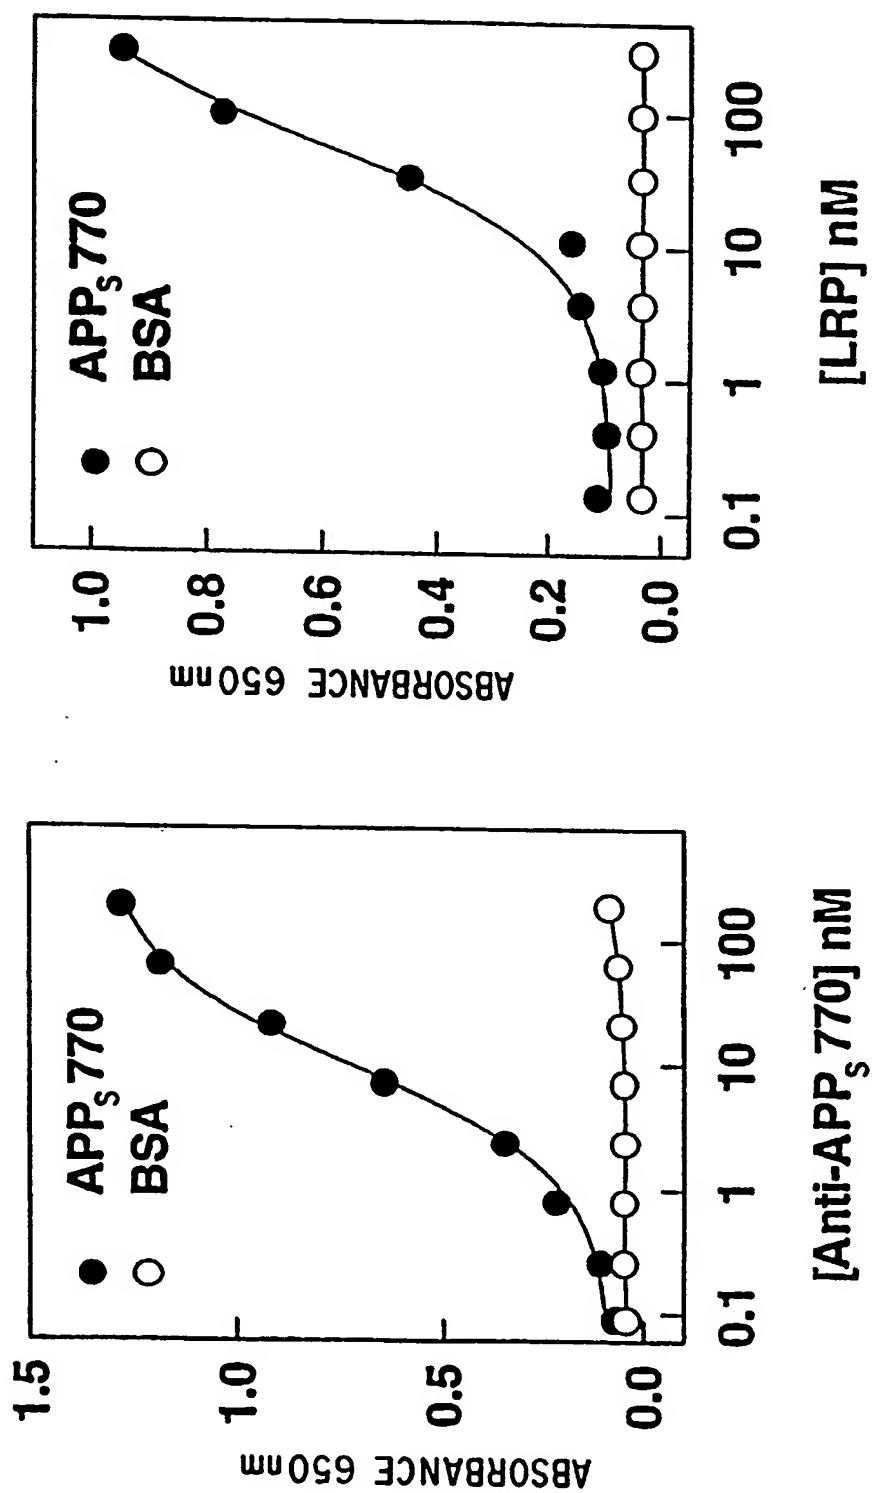 APPs770
BSA
1.5
1.0
0.5
0.0
ABSORBANCE 650nm
0.1
1
10
100
[Anti-APPs770] nM
APPs770
BSA
1.0
0.8
0.6
0.4
0.2
0.0
ABSORBANCE 650nm
0.1
1
10
100
[LRP] nM